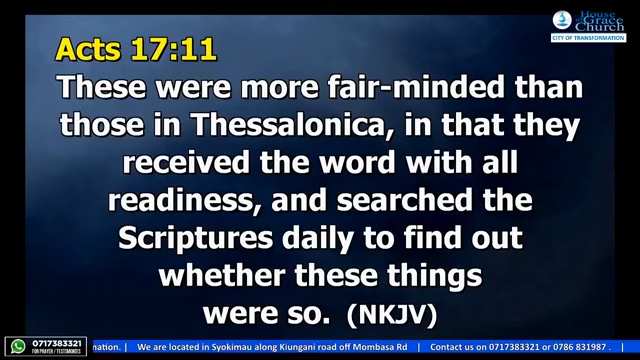 House
of Grace
Church
CITY OF TRANSFORMATION
Acts 17:11
These were more fair-minded than
those in Thessalonica, in that they
received the word with all
readiness, and searched the
Scriptures daily to find out
whether these things
were so. (NKJV)
0717383321
FOR PRAYER / TESTIMONIES
mation. | We are located in Syokimau along Kiungani road off Mombasa Rd | Contact us on 0717383321 or 0786 831987 . |